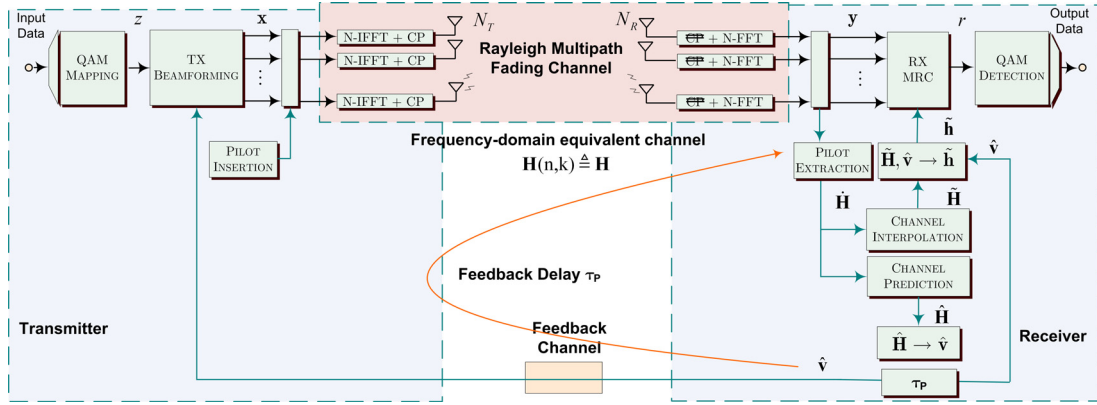 Input
Data
z
x
N_T
N_R
y
r
Output
Data
QAM
MAPPING
TX
BEAMFORMING
⋮
⋮
N-IFFT + CP
N-IFFT + CP
N-IFFT + CP
Rayleigh Multipath
Fading Channel
CP + N-FFT
CP + N-FFT
CP + N-FFT
⋮
⋮
RX
MRC
QAM
DETECTION
PILOT
INSERTION
Frequency-domain equivalent channel
H(n,k) ≜ H
PILOT
EXTRACTION
h̃
H̃, v̂ → h̃
v̂
Ḣ
H̃
CHANNEL
INTERPOLATION
Feedback Delay τP
CHANNEL
PREDICTION
Ĥ
Transmitter
Feedback
Channel
Ĥ → v̂
Receiver
v̂
τP